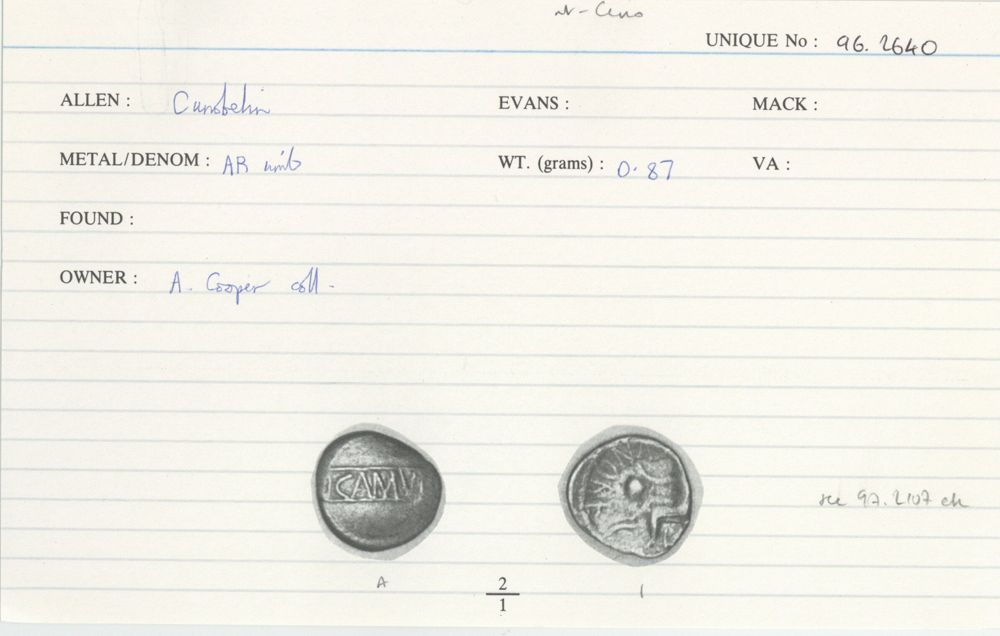 UNIQUE No : 96. 2640
ALLEN : Cunobelin
EVANS :
MACK :
METAL/DENOM : AR unit
WT. (grams) : 0.87
VA :
FOUND :
OWNER : A. Cooper coll.
CAMV
see 97.2107
A
2
1
1